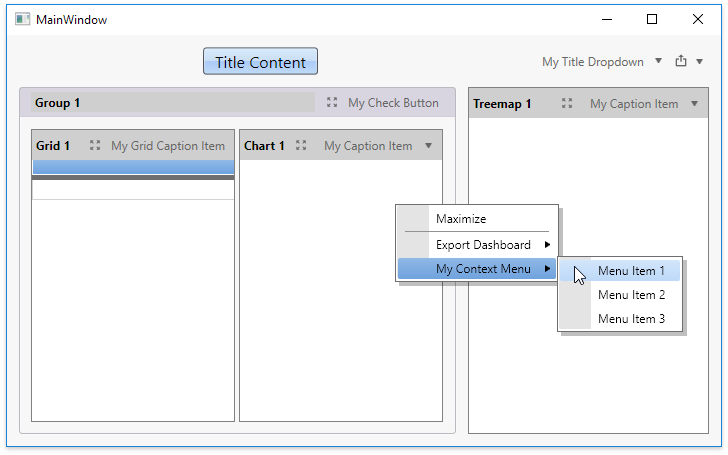 MainWindow
Title Content
My Title Dropdown
Group 1
My Check Button
Treemap 1
My Caption Item
Grid 1
My Grid Caption Item
Chart 1
My Caption Item
Maximize
Export Dashboard
My Context Menu
Menu Item 1
Menu Item 2
Menu Item 3